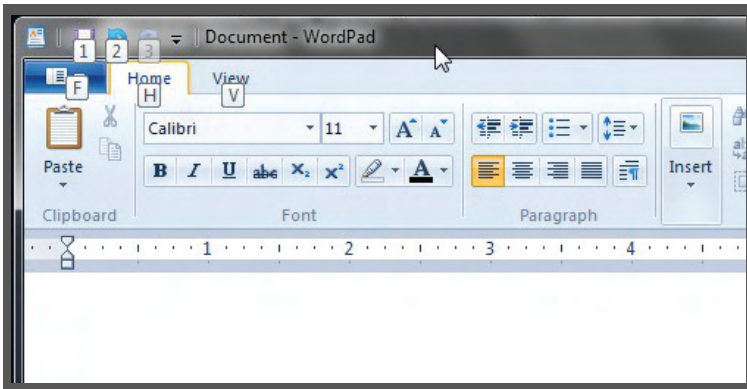 Document - WordPad
1 2 3
Home View
F H V
Calibri 11 A A
Paste Insert
B I U abc X₂ X² A
Clipboard Font Paragraph
1 2 3 4